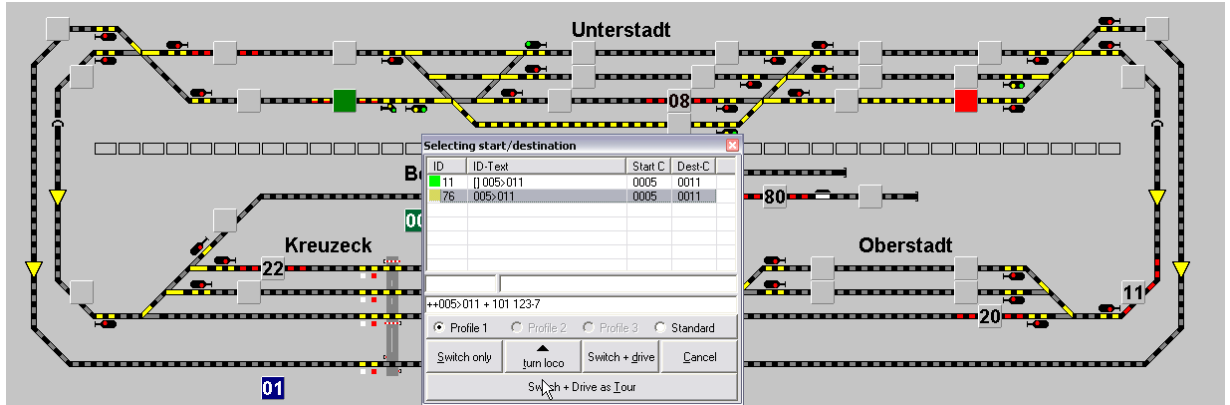 Unterstadt
08
Selecting start/destination
ID ID-Text Start C Dest-C
11 [] 005>011 0005 0011
76 005>011 0005 0011
80
Kreuzeck
Oberstadt
22
++005>011 + 101 123-7
11
20
Profile 1 Profile 2 Profile 3 Standard
Switch only turn loco Switch + drive Cancel
Drive as Tour
01